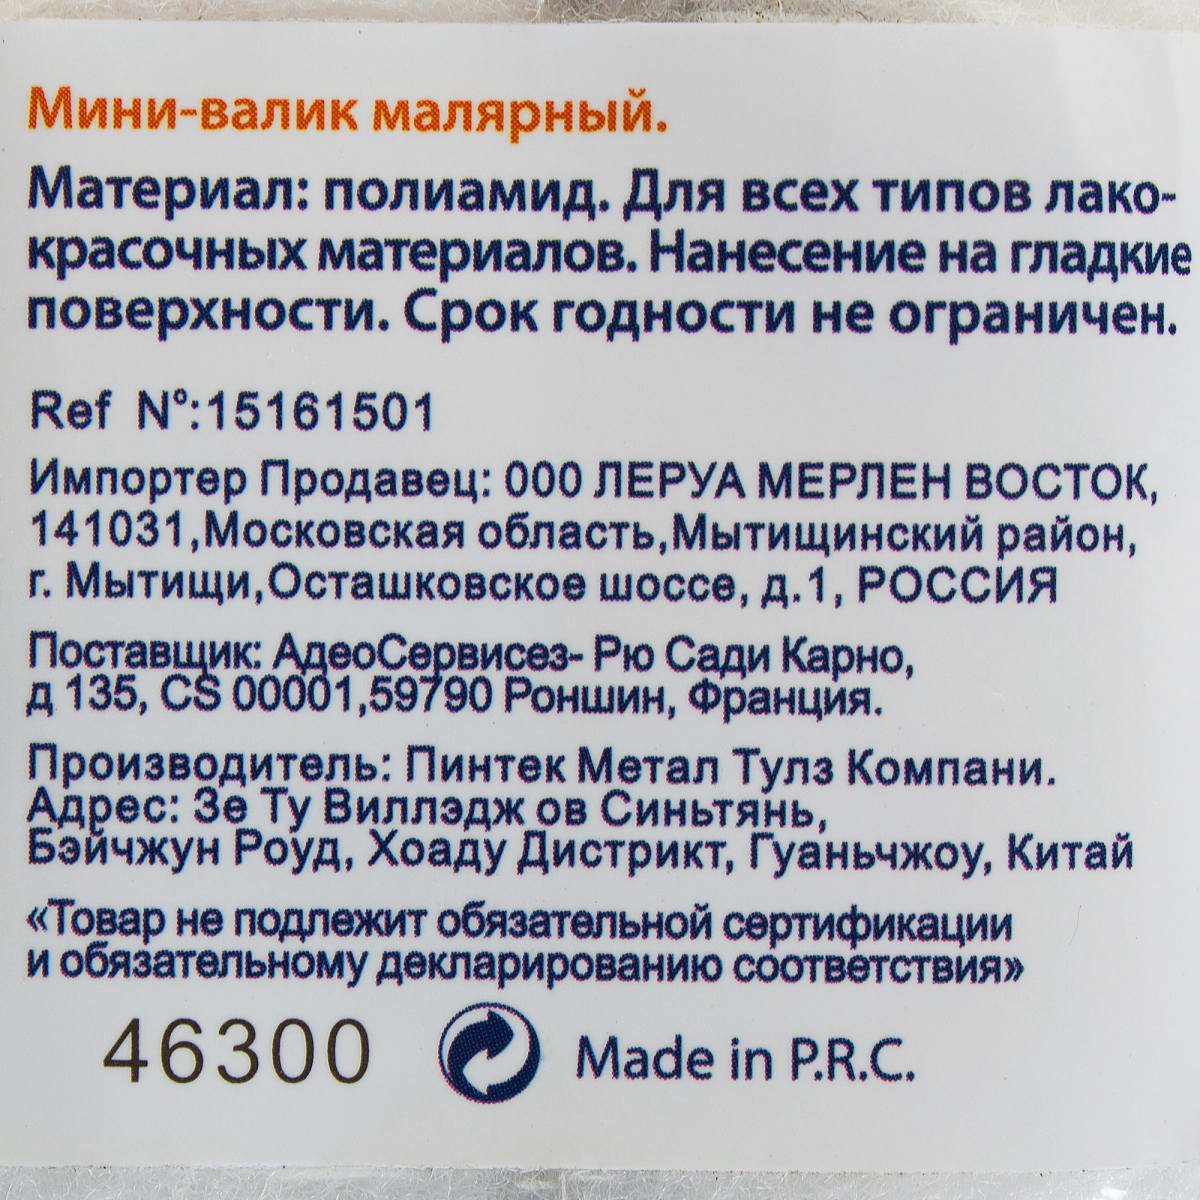 Мини-валик малярный.
Материал: полиамид. Для всех типов лако-
красочных материалов. Нанесение на гладкие
поверхности. Срок годности не ограничен.
Ref N°:15161501
Импортер Продавец: ООО ЛЕРУА МЕРЛЕН ВОСТОК,
141031,Московская область,Мытищинский район,
г. Мытищи,Осташковское шоссе, д.1, РОССИЯ
Поставщик: АдеоСервисез- Рю Сади Карно,
д 135, CS 00001,59790 Роншин, Франция.
Производитель: Пинтек Метал Тулз Компани.
Адрес: Зе Ту Виллэдж ов Синьтянь,
Бэйчжун Роуд, Хоаду Дистрикт, Гуаньчжоу, Китай
«Товар не подлежит обязательной сертификации
и обязательному декларированию соответствия»
46300 Made in P.R.C.